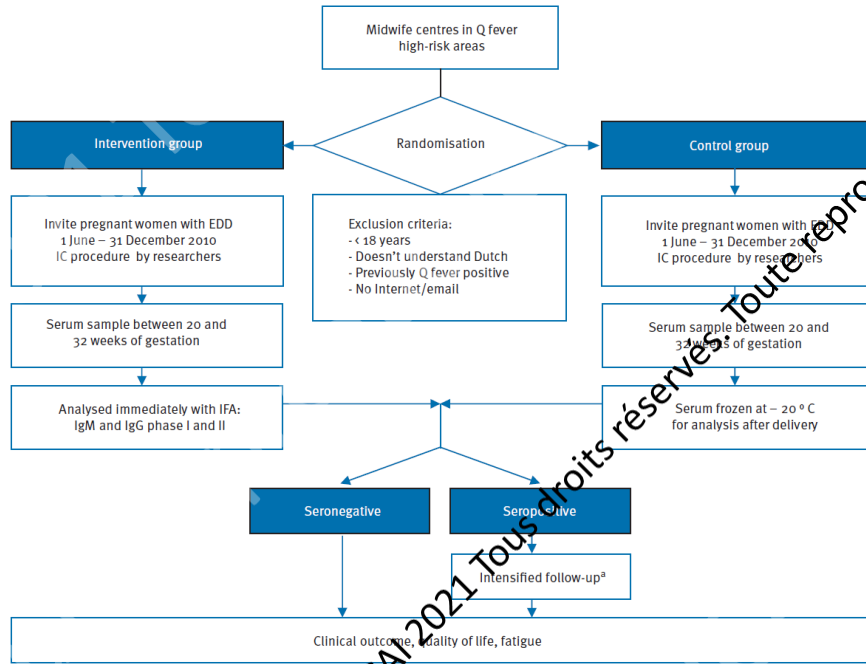 Midwife centres in Q fever
high-risk areas
Intervention group
Randomisation
Control group
Invite pregnant women with EDD
1 June – 31 December 2010
IC procedure by researchers
Exclusion criteria:
- < 18 years
- Doesn't understand Dutch
- Previously Q fever positive
- No Internet/email
Invite pregnant women with EDD
1 June – 31 December 2010
IC procedure by researchers
Serum sample between 20 and
32 weeks of gestation
Serum sample between 20 and
32 weeks of gestation
Analysed immediately with IFA:
IgM and IgG phase I and II
Serum frozen at – 20 º C
for analysis after delivery
Seronegative
Seropositive
Intensified follow-upª
Clinical outcome, quality of life, fatigue
2021 Tous droits réservés. Toute repro